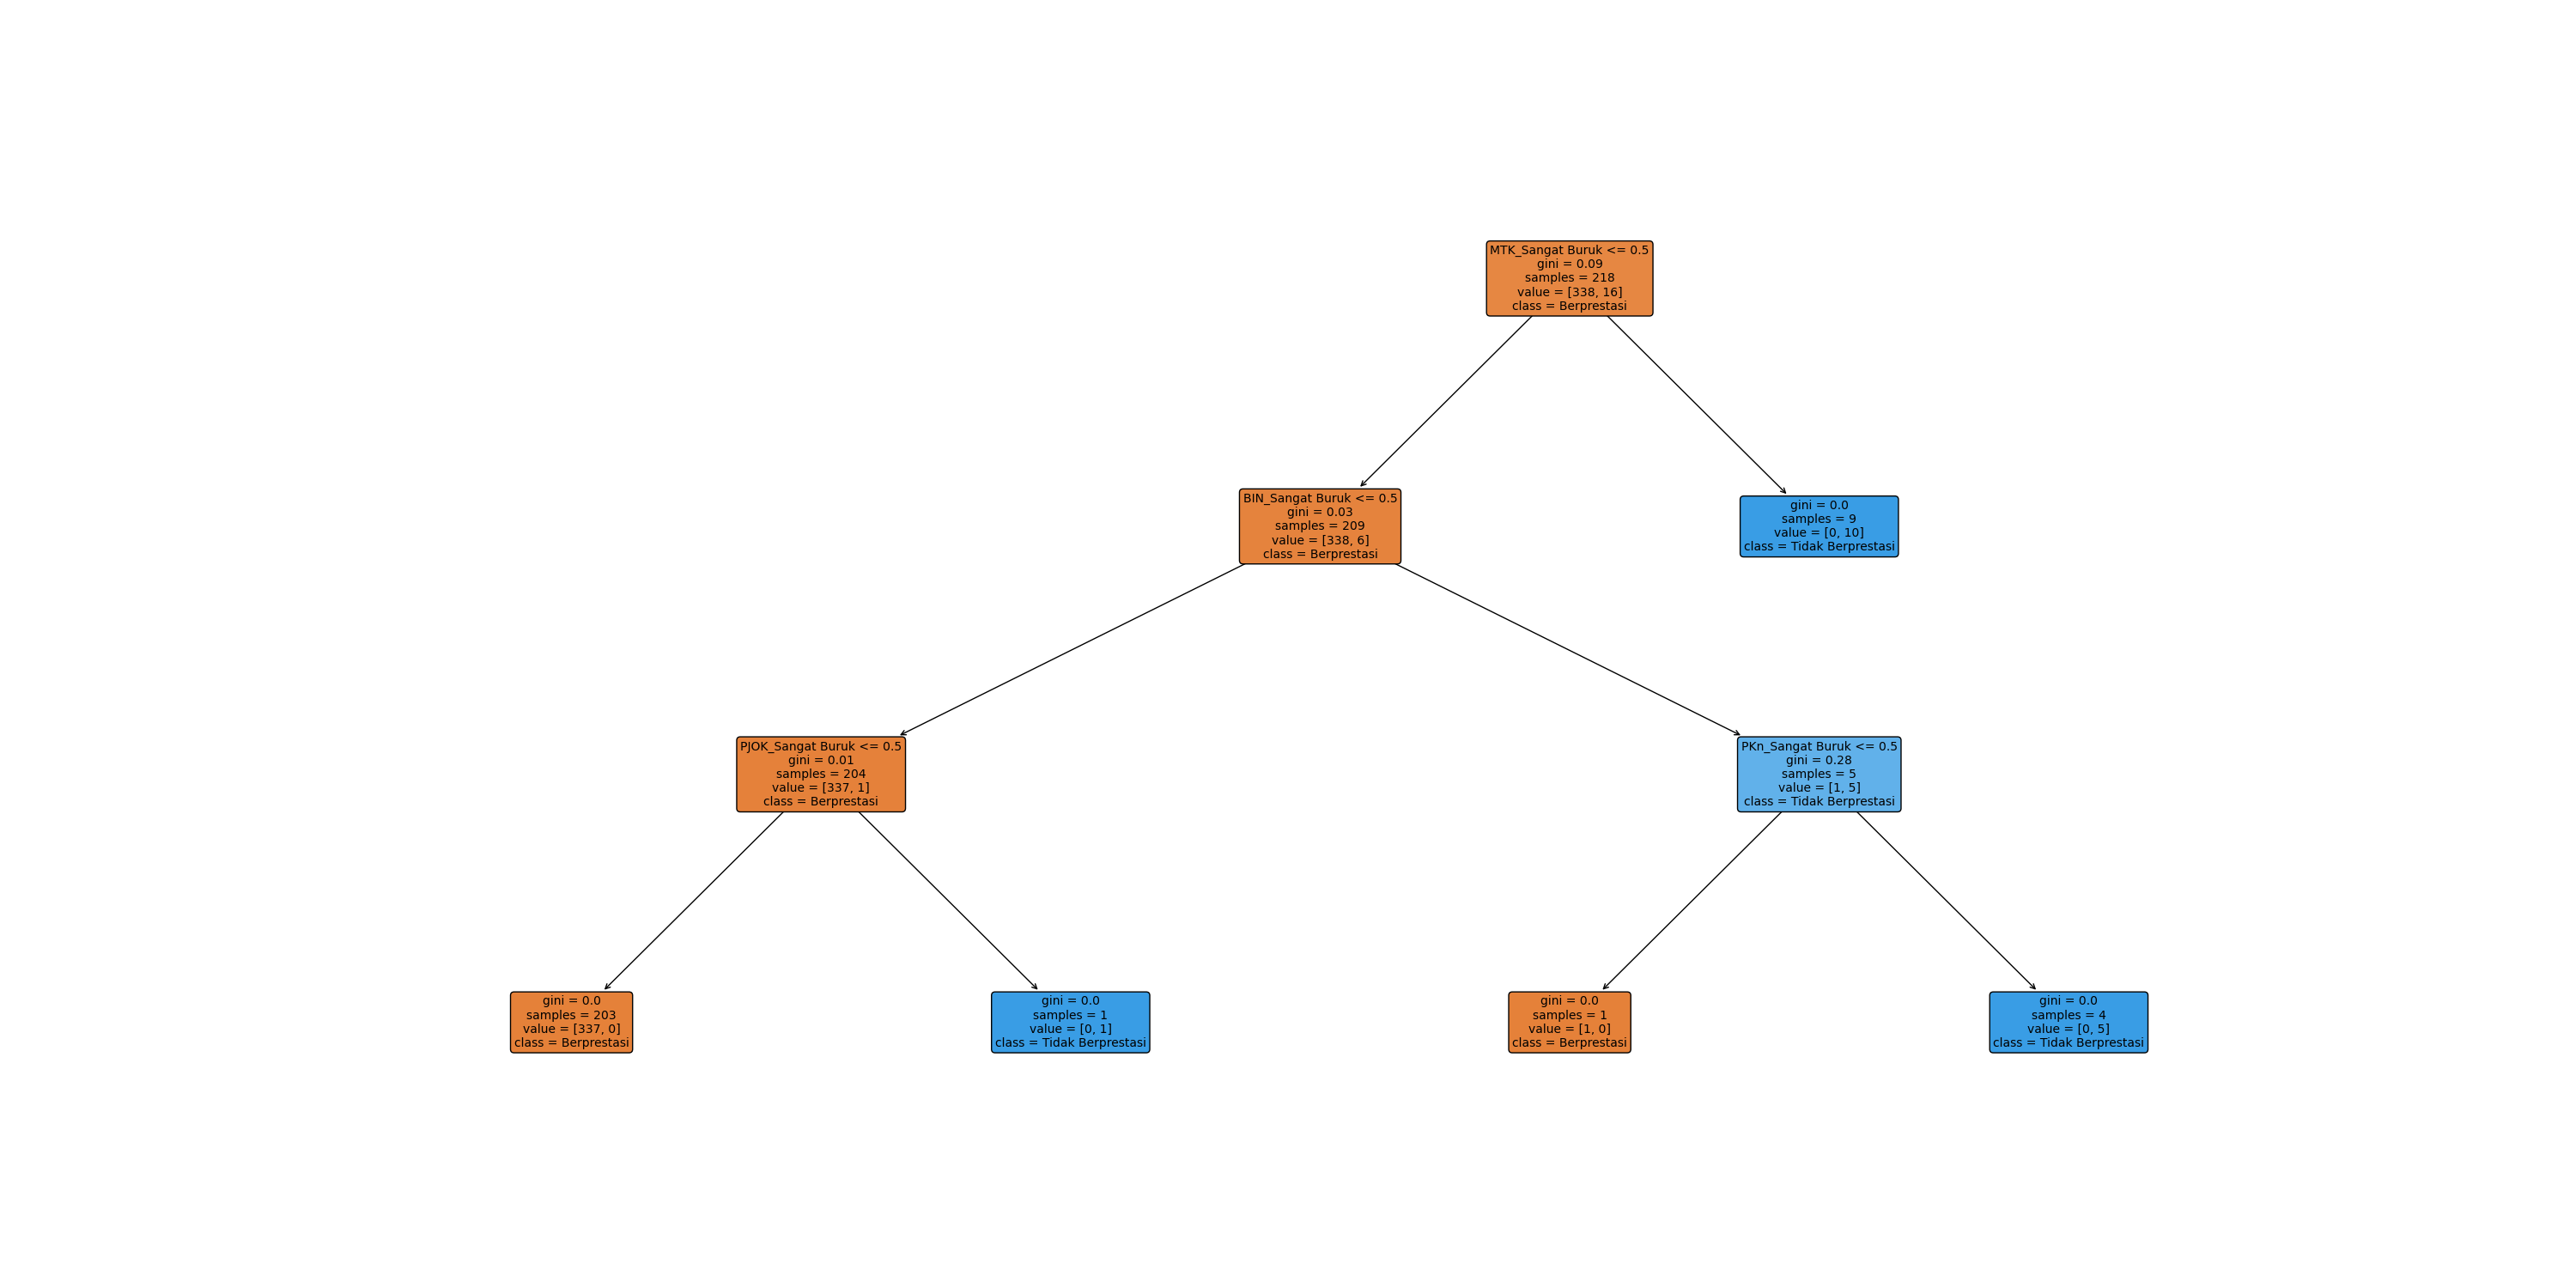 MTK_Sangat Buruk <= 0.5
gini = 0.09
samples = 218
value = [338, 16]
class = Berprestasi
BIN_Sangat Buruk <= 0.5
gini = 0.03
samples = 209
value = [338, 6]
class = Berprestasi
gini = 0.0
samples = 9
value = [0, 10]
class = Tidak Berprestasi
PJOK_Sangat Buruk <= 0.5
gini = 0.01
samples = 204
value = [337, 1]
class = Berprestasi
PKn_Sangat Buruk <= 0.5
gini = 0.28
samples = 5
value = [1, 5]
class = Tidak Berprestasi
gini = 0.0
samples = 203
value = [337, 0]
class = Berprestasi
gini = 0.0
samples = 1
value = [0, 1]
class = Tidak Berprestasi
gini = 0.0
samples = 1
value = [1, 0]
class = Berprestasi
gini = 0.0
samples = 4
value = [0, 5]
class = Tidak Berprestasi